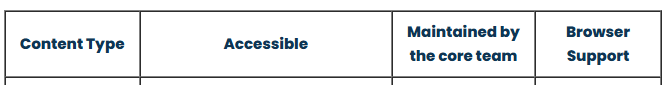 Content Type
Accessible
Maintained by
the core team
Browser
Support